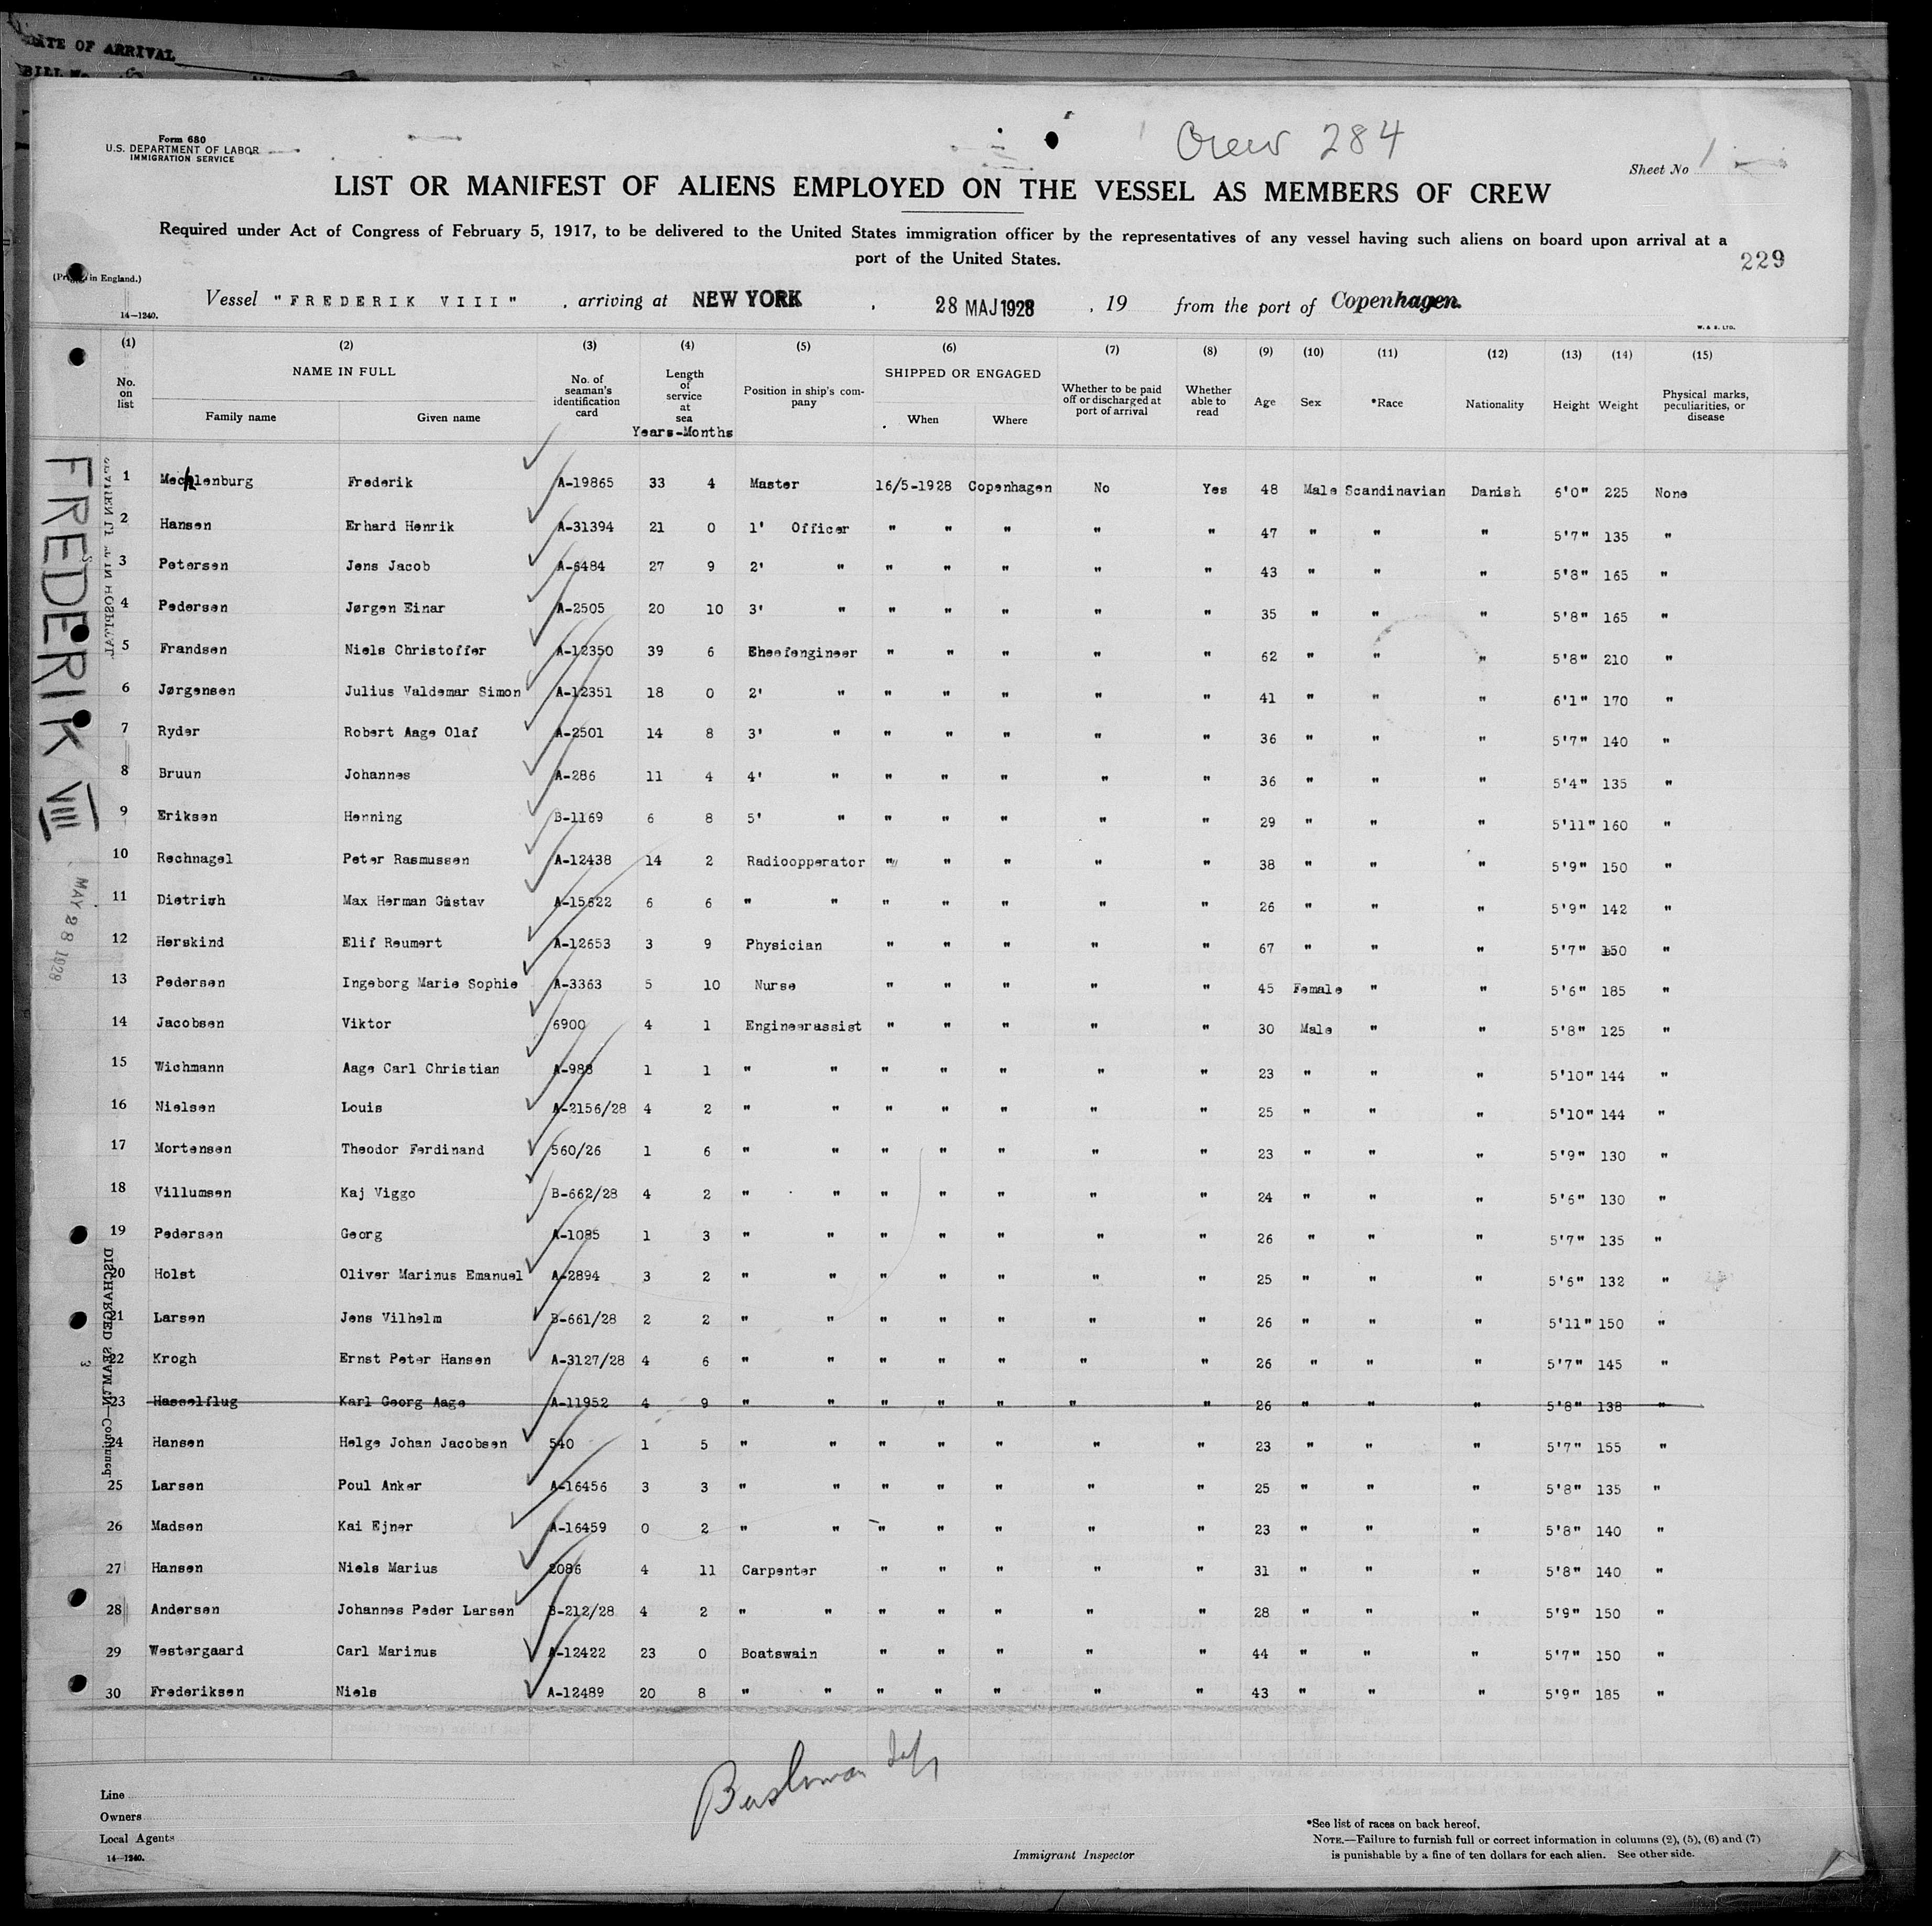 DATE OF ARRIVAL
Form 680
U.S. DEPARTMENT OF LABOR
IMMIGRATION SERVICE
Crew 284
Sheet No 1
LIST OR MANIFEST OF ALIENS EMPLOYED ON THE VESSEL AS MEMBERS OF CREW
Required under Act of Congress of February 5, 1917, to be delivered to the United States immigration officer by the representatives of any vessel having such aliens on board upon arrival at a
port of the United States.
229
in England.)
Vessel "FREDERIK VIII" , arriving at NEW YORK , 28 MAJ 1928 , 19 from the port of Copenhagen.
14—1240.
W. & S. LTD.
(1) (2) (3) (4) (5) (6) (7) (8) (9) (10) (11) (12) (13) (14) (15)
No. on list NAME IN FULL Family name Given name No. of seaman's identification card Length of service at sea Years-Months Position in ship's company SHIPPED OR ENGAGED When Where Whether to be paid off or discharged at port of arrival Whether able to read Age Sex *Race Nationality Height Weight Physical marks, peculiarities, or disease
1 Mechlenburg Frederik A-19865 33 4 Master 16/5-1928 Copenhagen No Yes 48 Male Scandinavian Danish 6'0" 225 None
2 Hansen Erhard Henrik A-31394 21 0 1' Officer " " " " " 47 " " " 5'7" 135 "
3 Petersen Jens Jacob A-6484 27 9 2' " " " " " " 43 " " " 5'8" 165 "
4 Pedersen Jørgen Einar A-2505 20 10 3' " " " " " " 35 " " " 5'8" 165 "
5 Frandsen Niels Christoffer A-12350 39 6 Cheefengineer " " " " " 62 " " " 5'8" 210 "
6 Jørgensen Julius Valdemar Simon A-12351 18 0 2' " " " " " " 41 " " " 6'1" 170 "
7 Ryder Robert Aage Olaf A-2501 14 8 3' " " " " " " 36 " " " 5'7" 140 "
8 Bruun Johannes A-286 11 4 4' " " " " " " 36 " " " 5'4" 135 "
9 Eriksen Henning B-1169 6 8 5' " " " " " " 29 " " " 5'11" 160 "
10 Rechnagel Peter Rasmussen A-12438 14 2 Radioopperator " " " " " 38 " " " 5'9" 150 "
11 Dietrich Max Herman Gustav A-15622 6 6 " " " " " " " 26 " " " 5'9" 142 "
12 Herskind Elif Reumert A-12653 3 9 Physician " " " " " 67 " " " 5'7" 150 "
13 Pedersen Ingeborg Marie Sophie A-3363 5 10 Nurse " " " " " 45 Female " " 5'6" 185 "
14 Jacobsen Viktor 6900 4 1 Engineerassist " " " " " 30 Male " " 5'8" 125 "
15 Wichmann Aage Carl Christian A-988 1 1 " " " " " " " 23 " " " 5'10" 144 "
16 Nielsen Louis A-2156/28 4 2 " " " " " " " 25 " " " 5'10" 144 "
17 Mortensen Theodor Ferdinand 560/26 1 6 " " " " " " " 23 " " " 5'9" 130 "
18 Villumsen Kaj Viggo B-662/28 4 2 " " " " " " " 24 " " " 5'6" 130 "
19 Pedersen Georg A-1085 1 3 " " " " " " " 26 " " " 5'7" 135 "
20 Holst Oliver Marinus Emanuel A-2894 3 2 " " " " " " " 25 " " " 5'6" 132 "
21 Larsen Jens Vilhelm B-661/28 2 2 " " " " " " " 26 " " " 5'11" 150 "
22 Krogh Ernst Peter Hansen A-3127/28 4 6 " " " " " " " 26 " " " 5'7" 145 "
23 Hasselflug Karl Georg Aage A-11952 4 9 " " " " " " " 26 " " " 5'8" 138 "
24 Hansen Helge Johan Jacobsen 540 1 5 " " " " " " " 23 " " " 5'7" 155 "
25 Larsen Poul Anker A-16456 3 3 " " " " " " " 25 " " " 5'8" 135 "
26 Madsen Kai Ejner A-16459 0 2 " " " " " " " 23 " " " 5'8" 140 "
27 Hansen Niels Marius 2086 4 11 Carpenter " " " " " 31 " " " 5'8" 140 "
28 Andersen Johannes Peder Larsen B-212/28 4 2 " " " " " " " 28 " " " 5'9" 150 "
29 Westergaard Carl Marinus A-12422 23 0 Boatswain " " " " " 44 " " " 5'7" 150 "
30 Frederiksen Niels A-12489 20 8 " " " " " " " 43 " " " 5'9" 185 "
FREDERIK VIII
MAY 28 1928
DISCHARGED SEAMEN—Continued
Line
Owners
Local Agents
14—1240.
Immigrant Inspector
*See list of races on back hereof.
NOTE.—Failure to furnish full or correct information in columns (2), (5), (6) and (7)
is punishable by a fine of ten dollars for each alien. See other side.